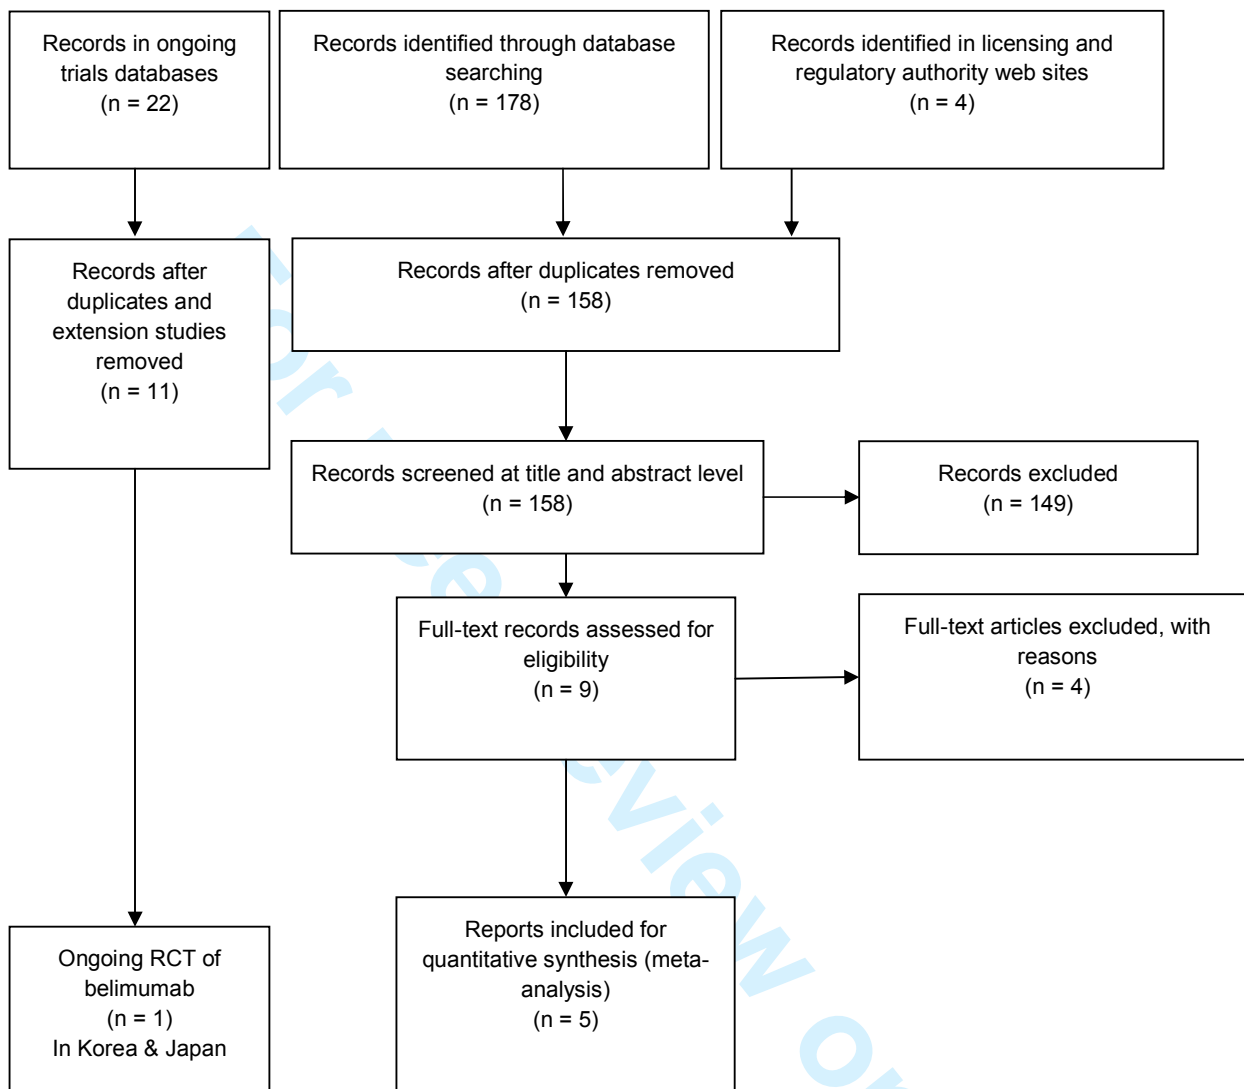 Records in ongoing
trials databases
(n = 22)
Records identified through database
searching
(n = 178)
Records identified in licensing and
regulatory authority web sites
(n = 4)
Records after
duplicates and
extension studies
removed
(n = 11)
Records after duplicates removed
(n = 158)
Records screened at title and abstract level
(n = 158)
Records excluded
(n = 149)
Full-text records assessed for
eligibility
(n = 9)
Full-text articles excluded, with
reasons
(n = 4)
Ongoing RCT of
belimumab
(n = 1)
In Korea & Japan
Reports included for
quantitative synthesis (meta-
analysis)
(n = 5)